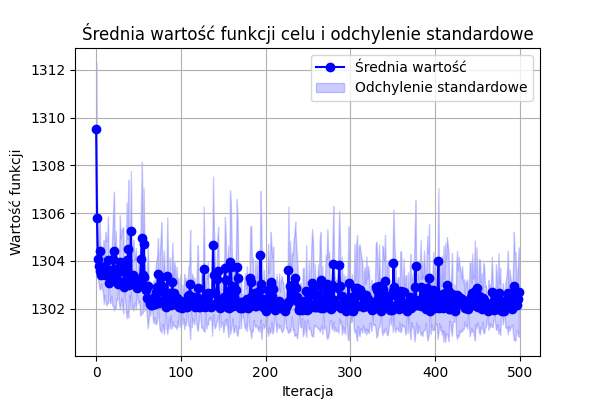 Średnia wartość funkcji celu i odchylenie standardowe
Średnia wartość
Odchylenie standardowe
Wartość funkcji
1312
1310
1308
1306
1304
1302
0
100
200
300
400
500
Iteracja